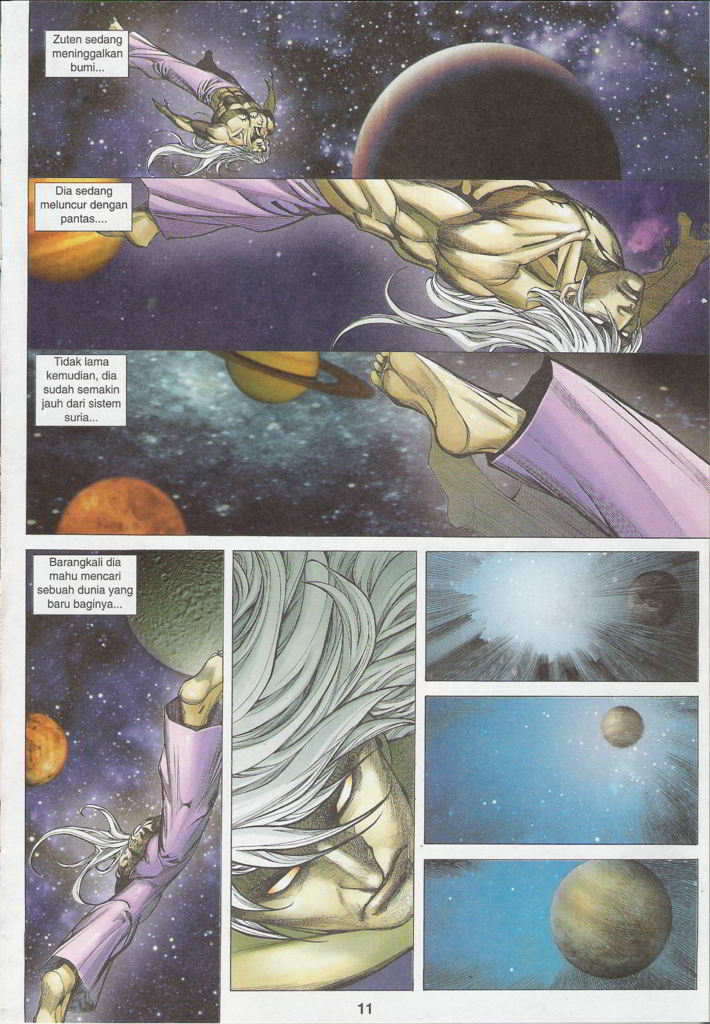 Zuten sedang
meninggalkan
bumi...
Dia sedang
meluncur dengan
pantas....
Tidak lama
kemudian, dia
sudah semakin
jauh dari sistem
suria...
Barangkali dia
mahu mencari
sebuah dunia yang
baru baginya...
11